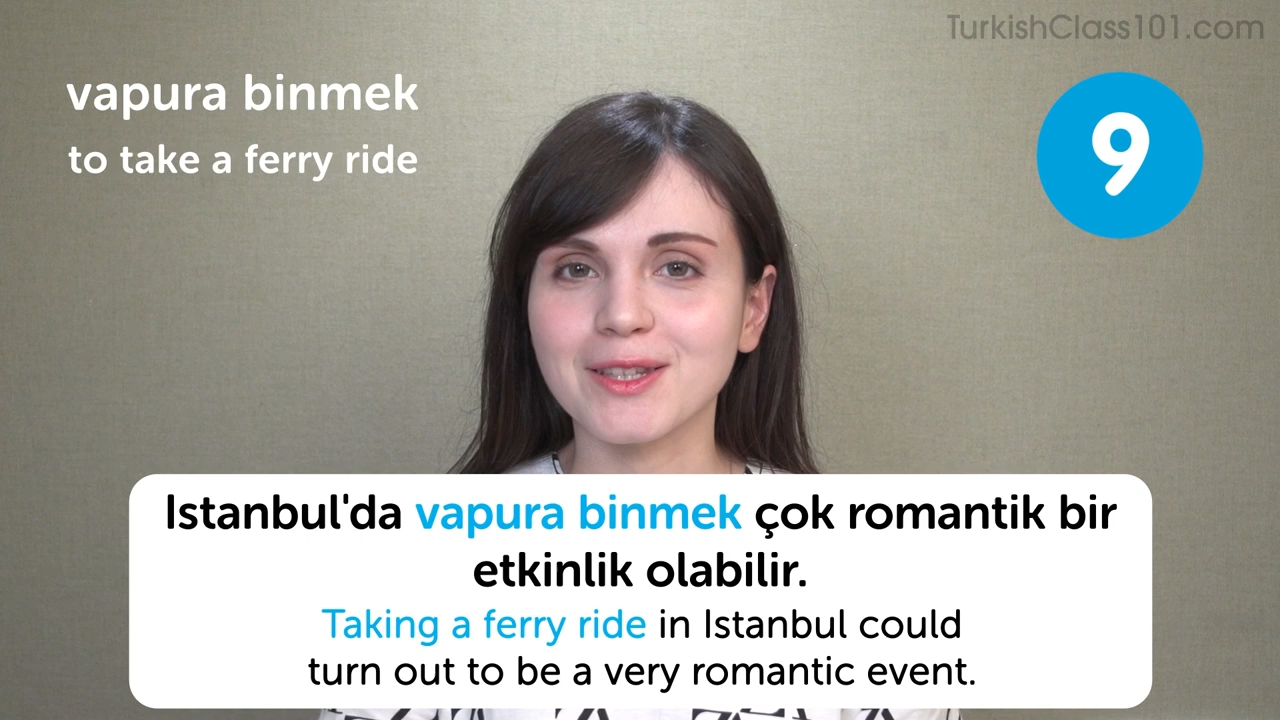 TurkishClass101.com
vapura binmek
to take a ferry ride
9
Istanbul'da vapura binmek çok romantik bir
etkinlik olabilir.
Taking a ferry ride in Istanbul could
turn out to be a very romantic event.